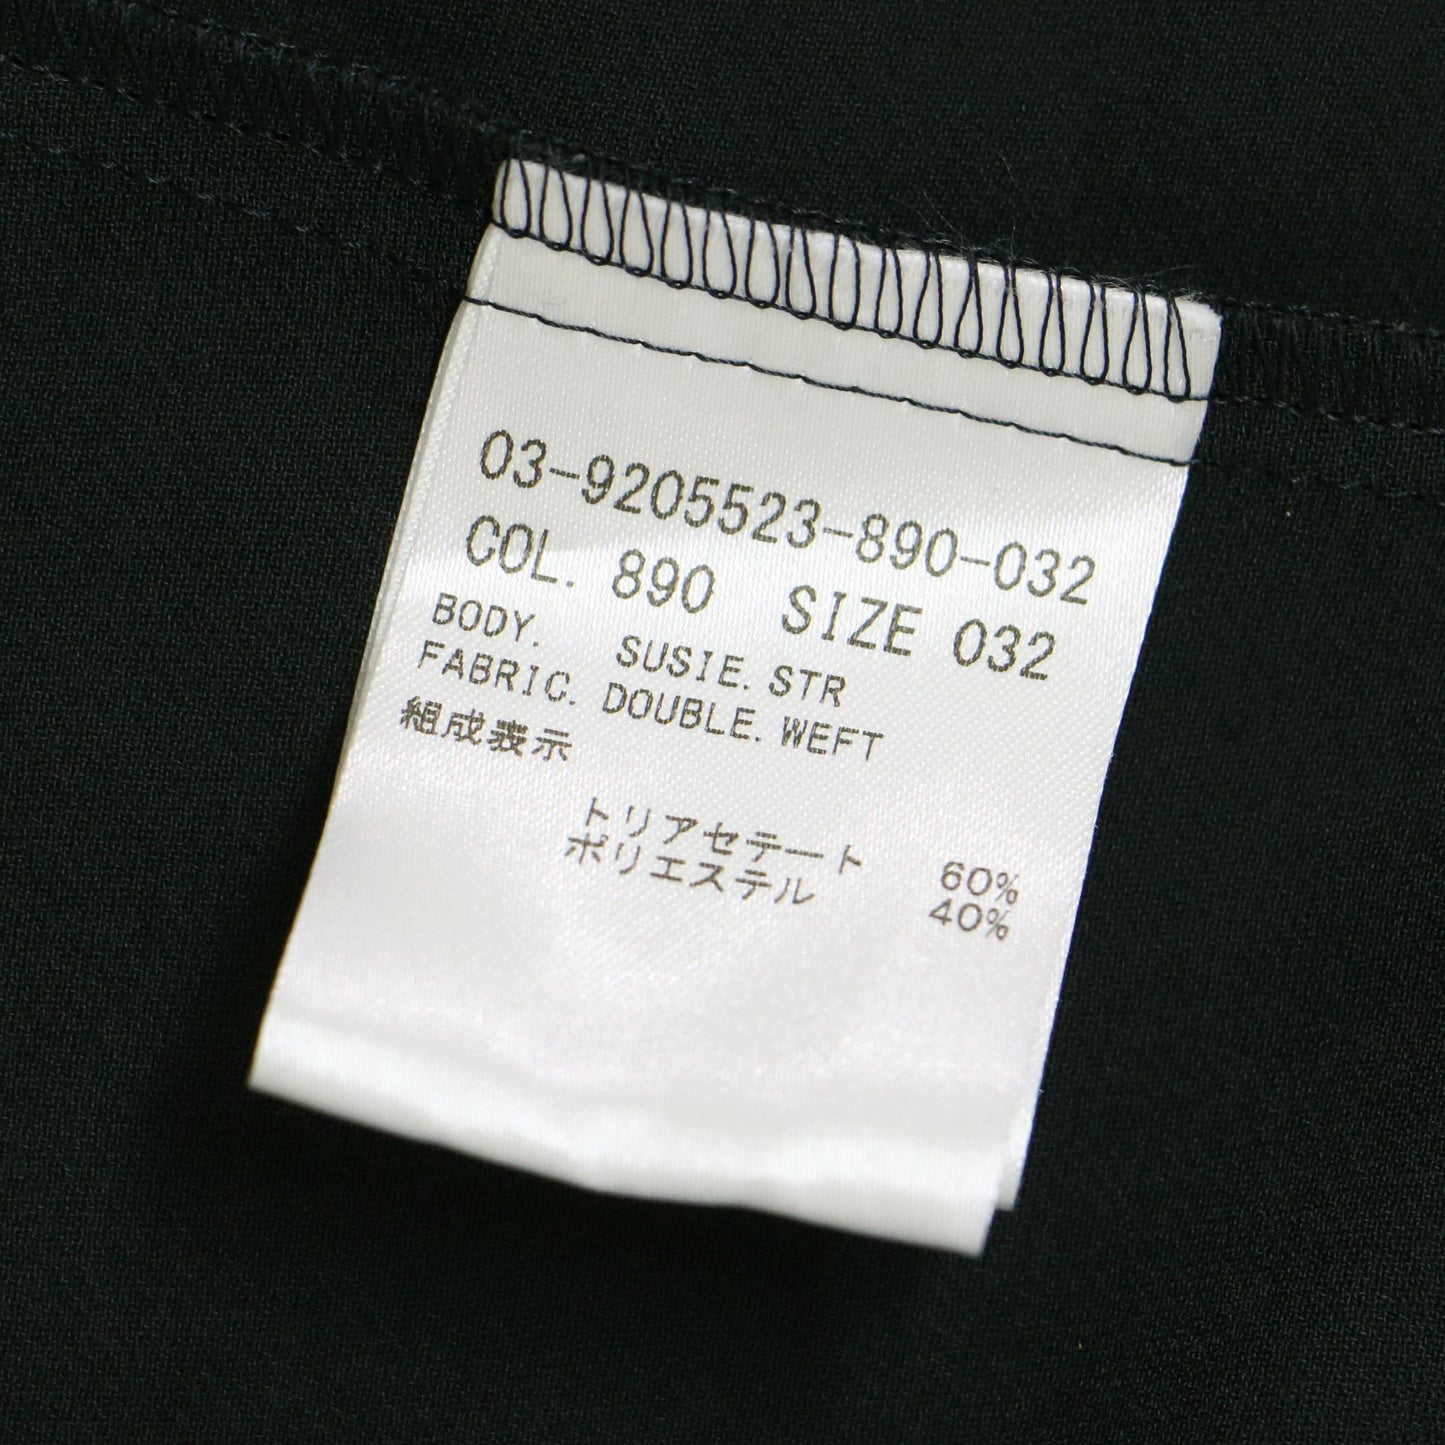 03-9205523-890-032
COL. 890 SIZE 032
BODY. SUSIE. STR
FABRIC. DOUBLE. WEFT
組成表示
トリアセテート 60%
ポリエステル 40%